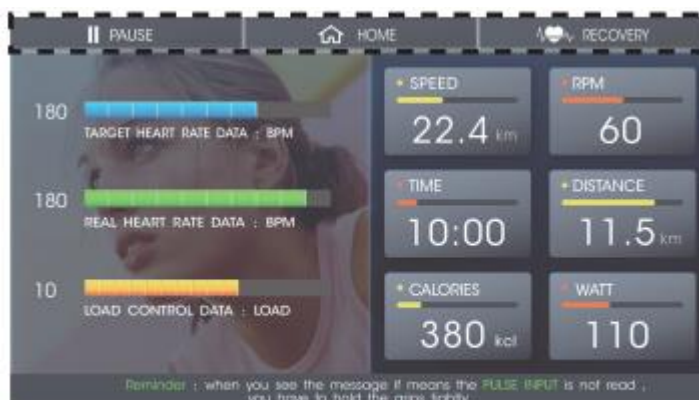 PAUSE
HOME
RECOVERY
180
TARGET HEART RATE DATA : BPM
180
REAL HEART RATE DATA : BPM
10
LOAD CONTROL DATA : LOAD
SPEED
22.4 km
RPM
60
TIME
10:00
DISTANCE
11.5 km
CALORIES
380 kcl
WATT
110
Reminder : when you see the message it means the PULSE INPUT is not read ,
you have to hold the grips tightly